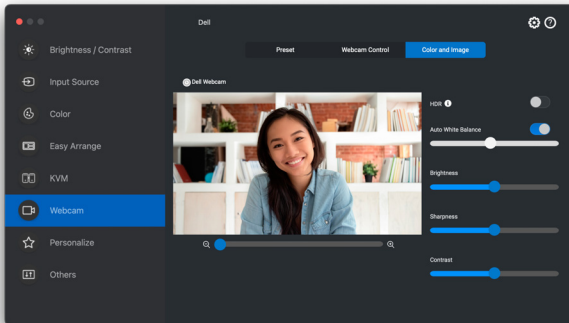 Dell
Brightness / Contrast
Input Source
Color
Easy Arrange
KVM
Webcam
Personalize
Others
Preset
Webcam Control
Color and Image
Dell Webcam
HDR
Auto White Balance
Brightness
Sharpness
Contrast